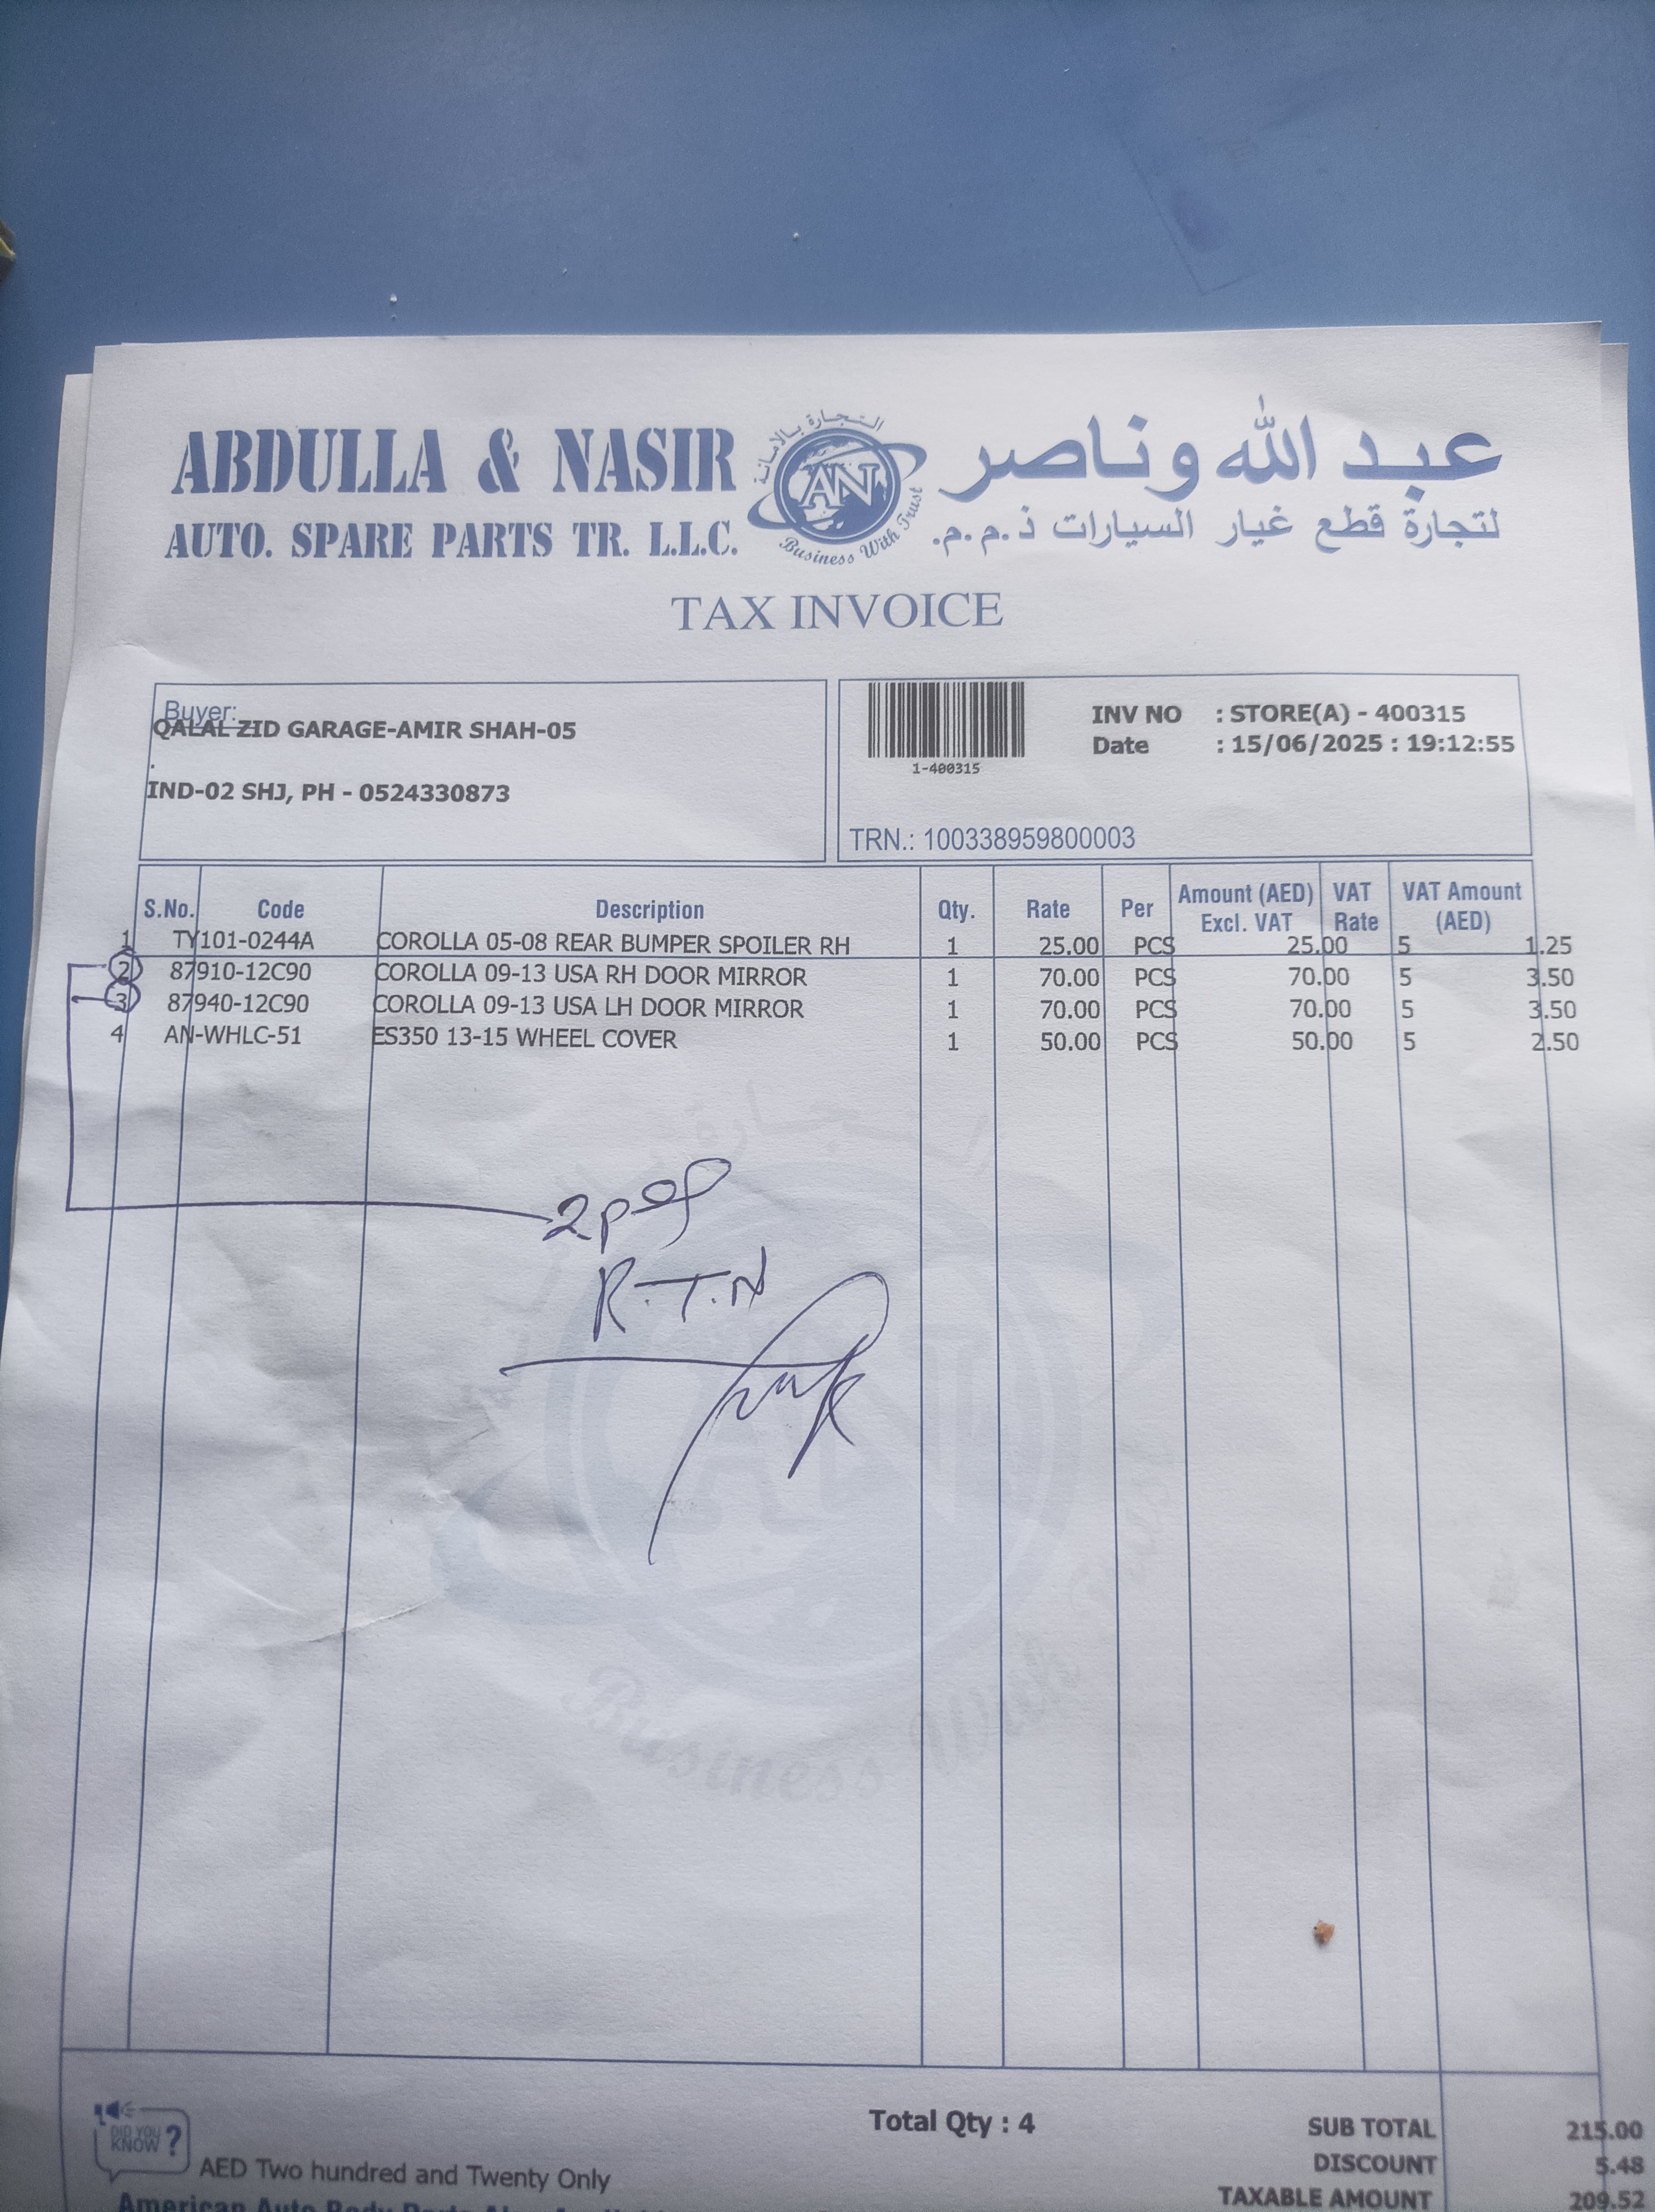 ABDULLA & NASIR
AUTO. SPARE PARTS TR. L.L.C.
التجارة بالامانة
AN
Business With Trust
عبد الله وناصر
لتجارة قطع غيار السيارات ذ.م.م.
TAX INVOICE
Buyer:
QALAL ZID GARAGE-AMIR SHAH-05
.
IND-02 SHJ, PH - 0524330873
1-400315
INV NO : STORE(A) - 400315
Date : 15/06/2025 : 19:12:55
TRN.: 100338959800003
S.No. Code Description Qty. Rate Per Amount (AED) Excl. VAT VAT Rate VAT Amount (AED)
1 TY101-0244A COROLLA 05-08 REAR BUMPER SPOILER RH 1 25.00 PCS 25.00 5 1.25
2 87910-12C90 COROLLA 09-13 USA RH DOOR MIRROR 1 70.00 PCS 70.00 5 3.50
3 87940-12C90 COROLLA 09-13 USA LH DOOR MIRROR 1 70.00 PCS 70.00 5 3.50
4 AN-WHLC-51 ES350 13-15 WHEEL COVER 1 50.00 PCS 50.00 5 2.50
R.T.N
Business With
DID YOU KNOW ?
Total Qty : 4
SUB TOTAL 215.00
DISCOUNT 5.48
AED Two hundred and Twenty Only
TAXABLE AMOUNT 209.52
American Auto Body Parts